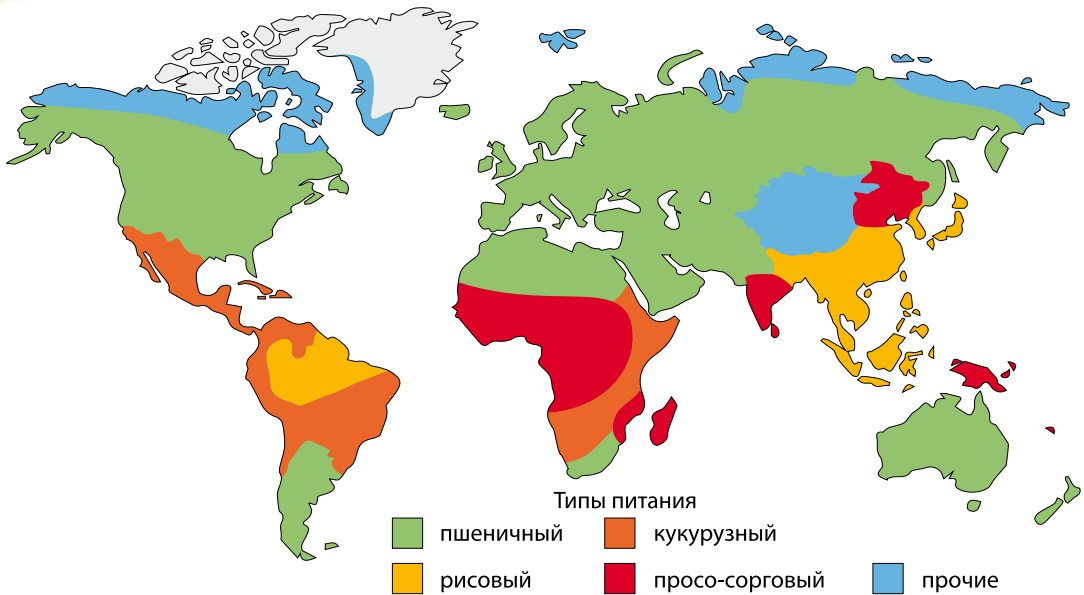 Типы питания
пшеничный
кукурузный
рисовый
просо-сорговый
прочие